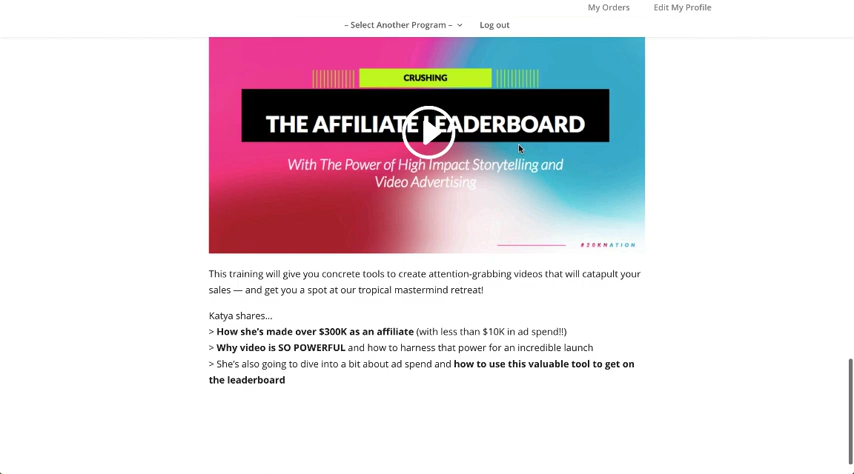 My Orders Edit My Profile
– Select Another Program – Log out
CRUSHING
THE AFFILIATE LEADERBOARD
With The Power of High Impact Storytelling and
Video Advertising
#20KNATION
This training will give you concrete tools to create attention-grabbing videos that will catapult your
sales — and get you a spot at our tropical mastermind retreat!
Katya shares…
> How she’s made over $300K as an affiliate (with less than $10K in ad spend!!)
> Why video is SO POWERFUL and how to harness that power for an incredible launch
> She’s also going to dive into a bit about ad spend and how to use this valuable tool to get on
the leaderboard